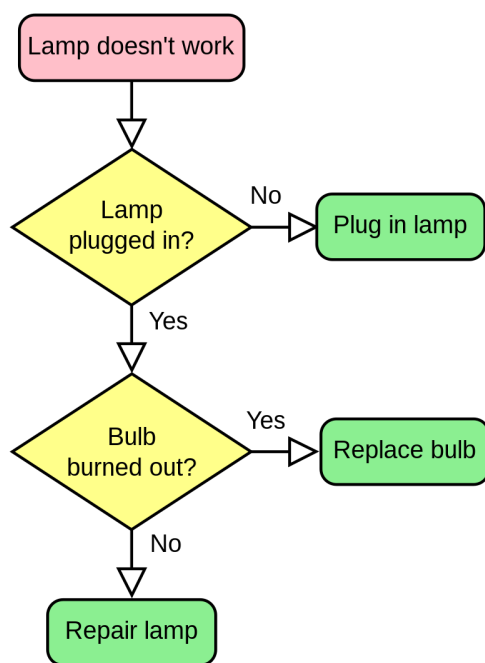 Lamp doesn't work
Lamp
plugged in?
No
Plug in lamp
Yes
Bulb
burned out?
Yes
Replace bulb
No
Repair lamp